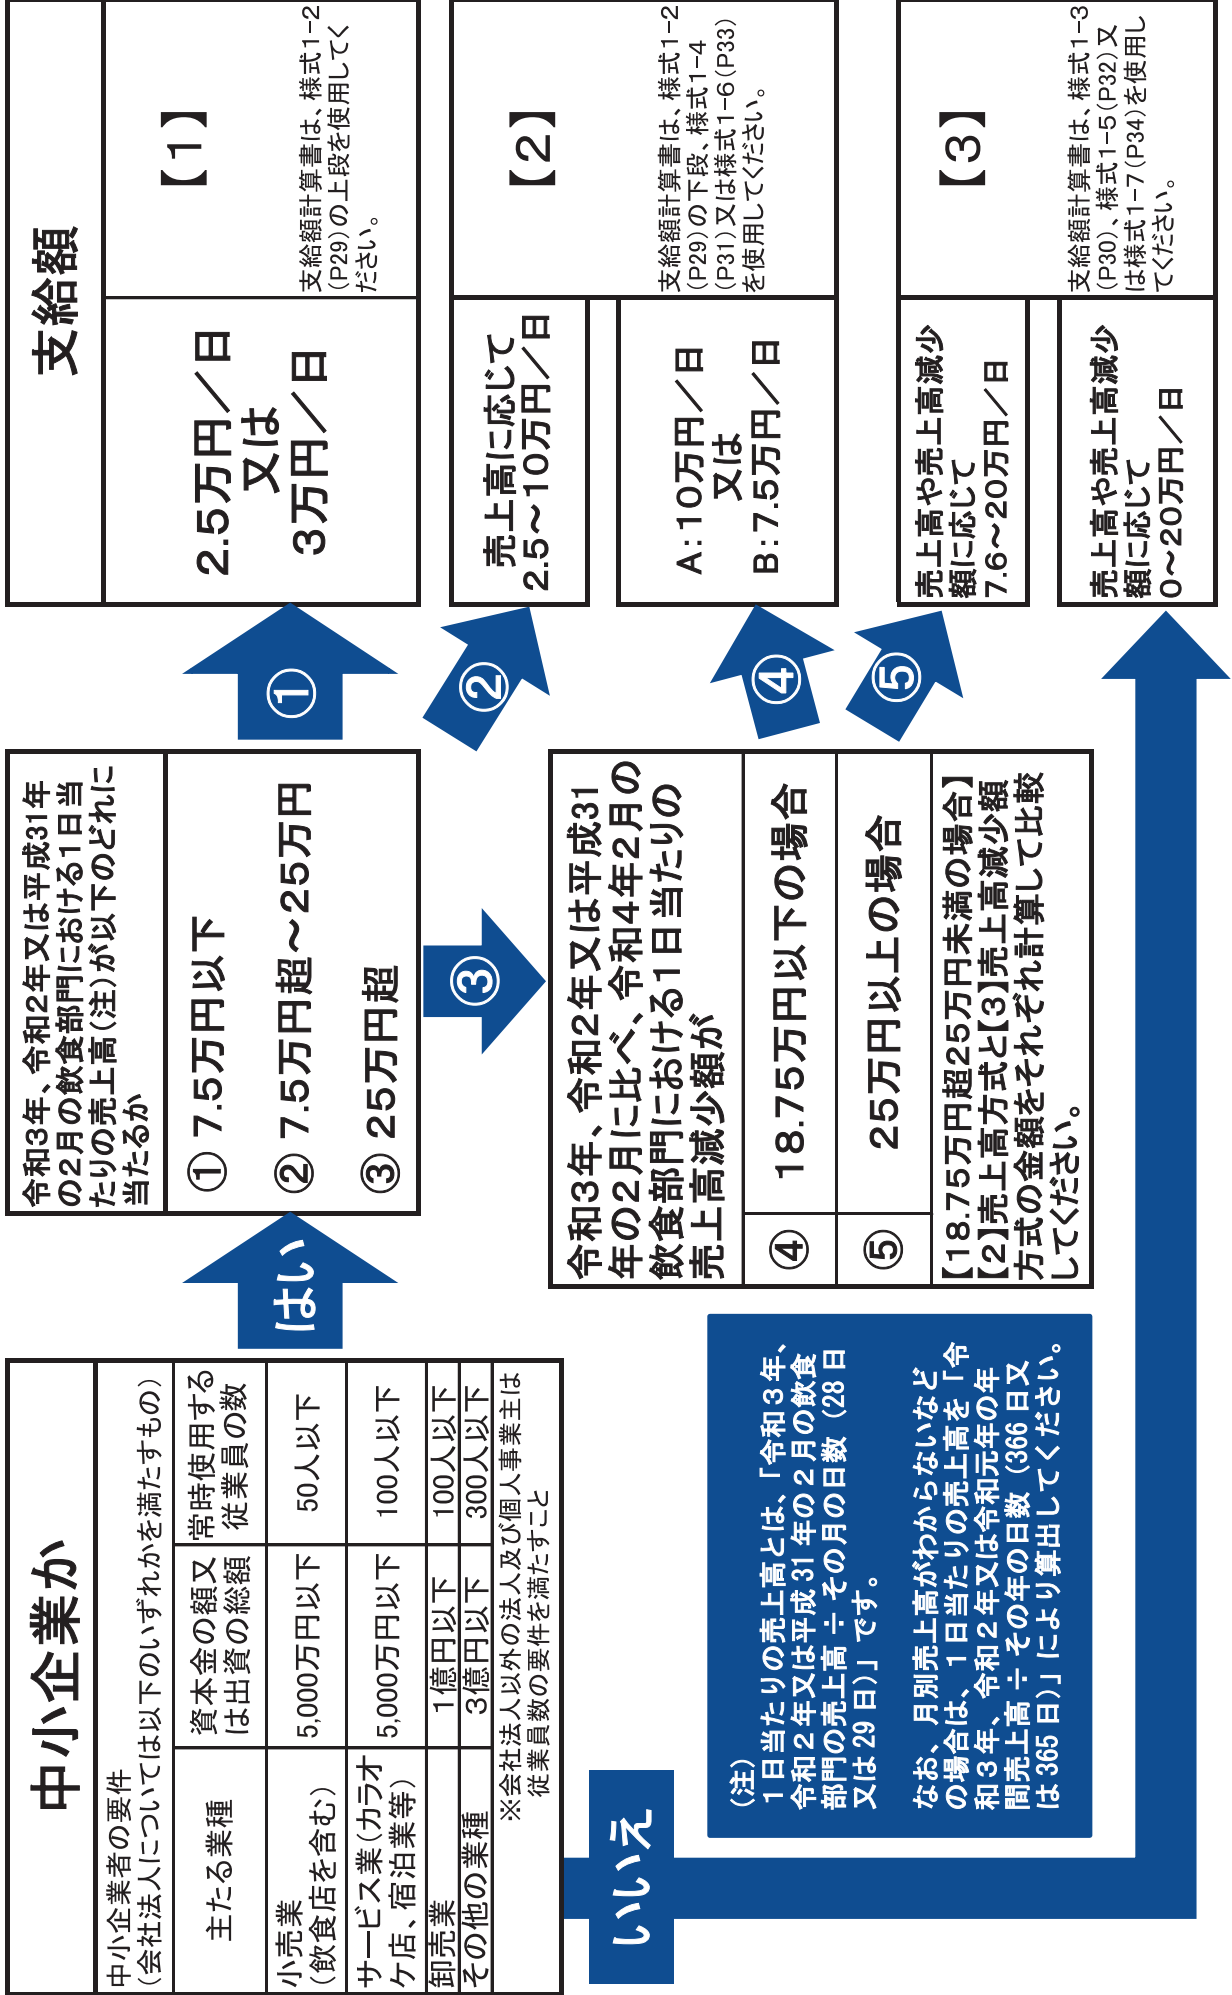 中小企業か
中小企業者の要件
（会社法人については以下のいずれかを満たすもの）
主たる業種
資本金の額又
は出資の総額
常時使用する
従業員の数
小売業
（飲食店を含む）
5,000万円以下
50人以下
サービス業（カラオ
ケ店、宿泊業等）
5,000万円以下
100人以下
卸売業
1億円以下
100人以下
その他の業種
3億円以下
300人以下
※会社法人以外の法人及び個人事業主は
従業員数の要件を満たすこと
はい
いいえ
令和3年、令和2年又は平成31年
の2月の飲食部門における1日当
たりの売上高（注）が以下のどれに
当たるか
① 7.5万円以下
② 7.5万円超～25万円
③ 25万円超
①
②
③
令和3年、令和2年又は平成31
年の2月に比べ、令和4年2月の
飲食部門における1日当たりの
売上高減少額が
④
18.75万円以下の場合
⑤
25万円以上の場合
【18.75万円超25万円未満の場合】
【2】売上高方式と【3】売上高減少額
方式の金額をそれぞれ計算して比較
してください。
④
⑤
（注）
１日当たりの売上高とは、「令和３年、
令和２年又は平成31年の２月の飲食
部門の売上高÷その月の日数（28日
又は29日）」です。
なお、月別売上高がわからないなど
の場合は、１日当たりの売上高を「令
和３年、令和２年又は令和元年の年
間売上高÷その年の日数（366日又
は365日）」により算出してください。
支給額
2.5万円／日
又は
3万円／日
【1】
支給額計算書は、様式1-2
（P29）の上段を使用してく
ださい。
売上高に応じて
2.5～10万円／日
A：10万円／日
又は
B：7.5万円／日
【2】
支給額計算書は、様式1-2
（P29）の下段、様式1-4
（P31）又は様式1-6（P33）
を使用してください。
売上高や売上高減少
額に応じて
7.6～20万円／日
売上高や売上高減少
額に応じて
0～20万円／日
【3】
支給額計算書は、様式1-3
（P30）、様式1-5（P32）又
は様式1-7（P34）を使用し
てください。